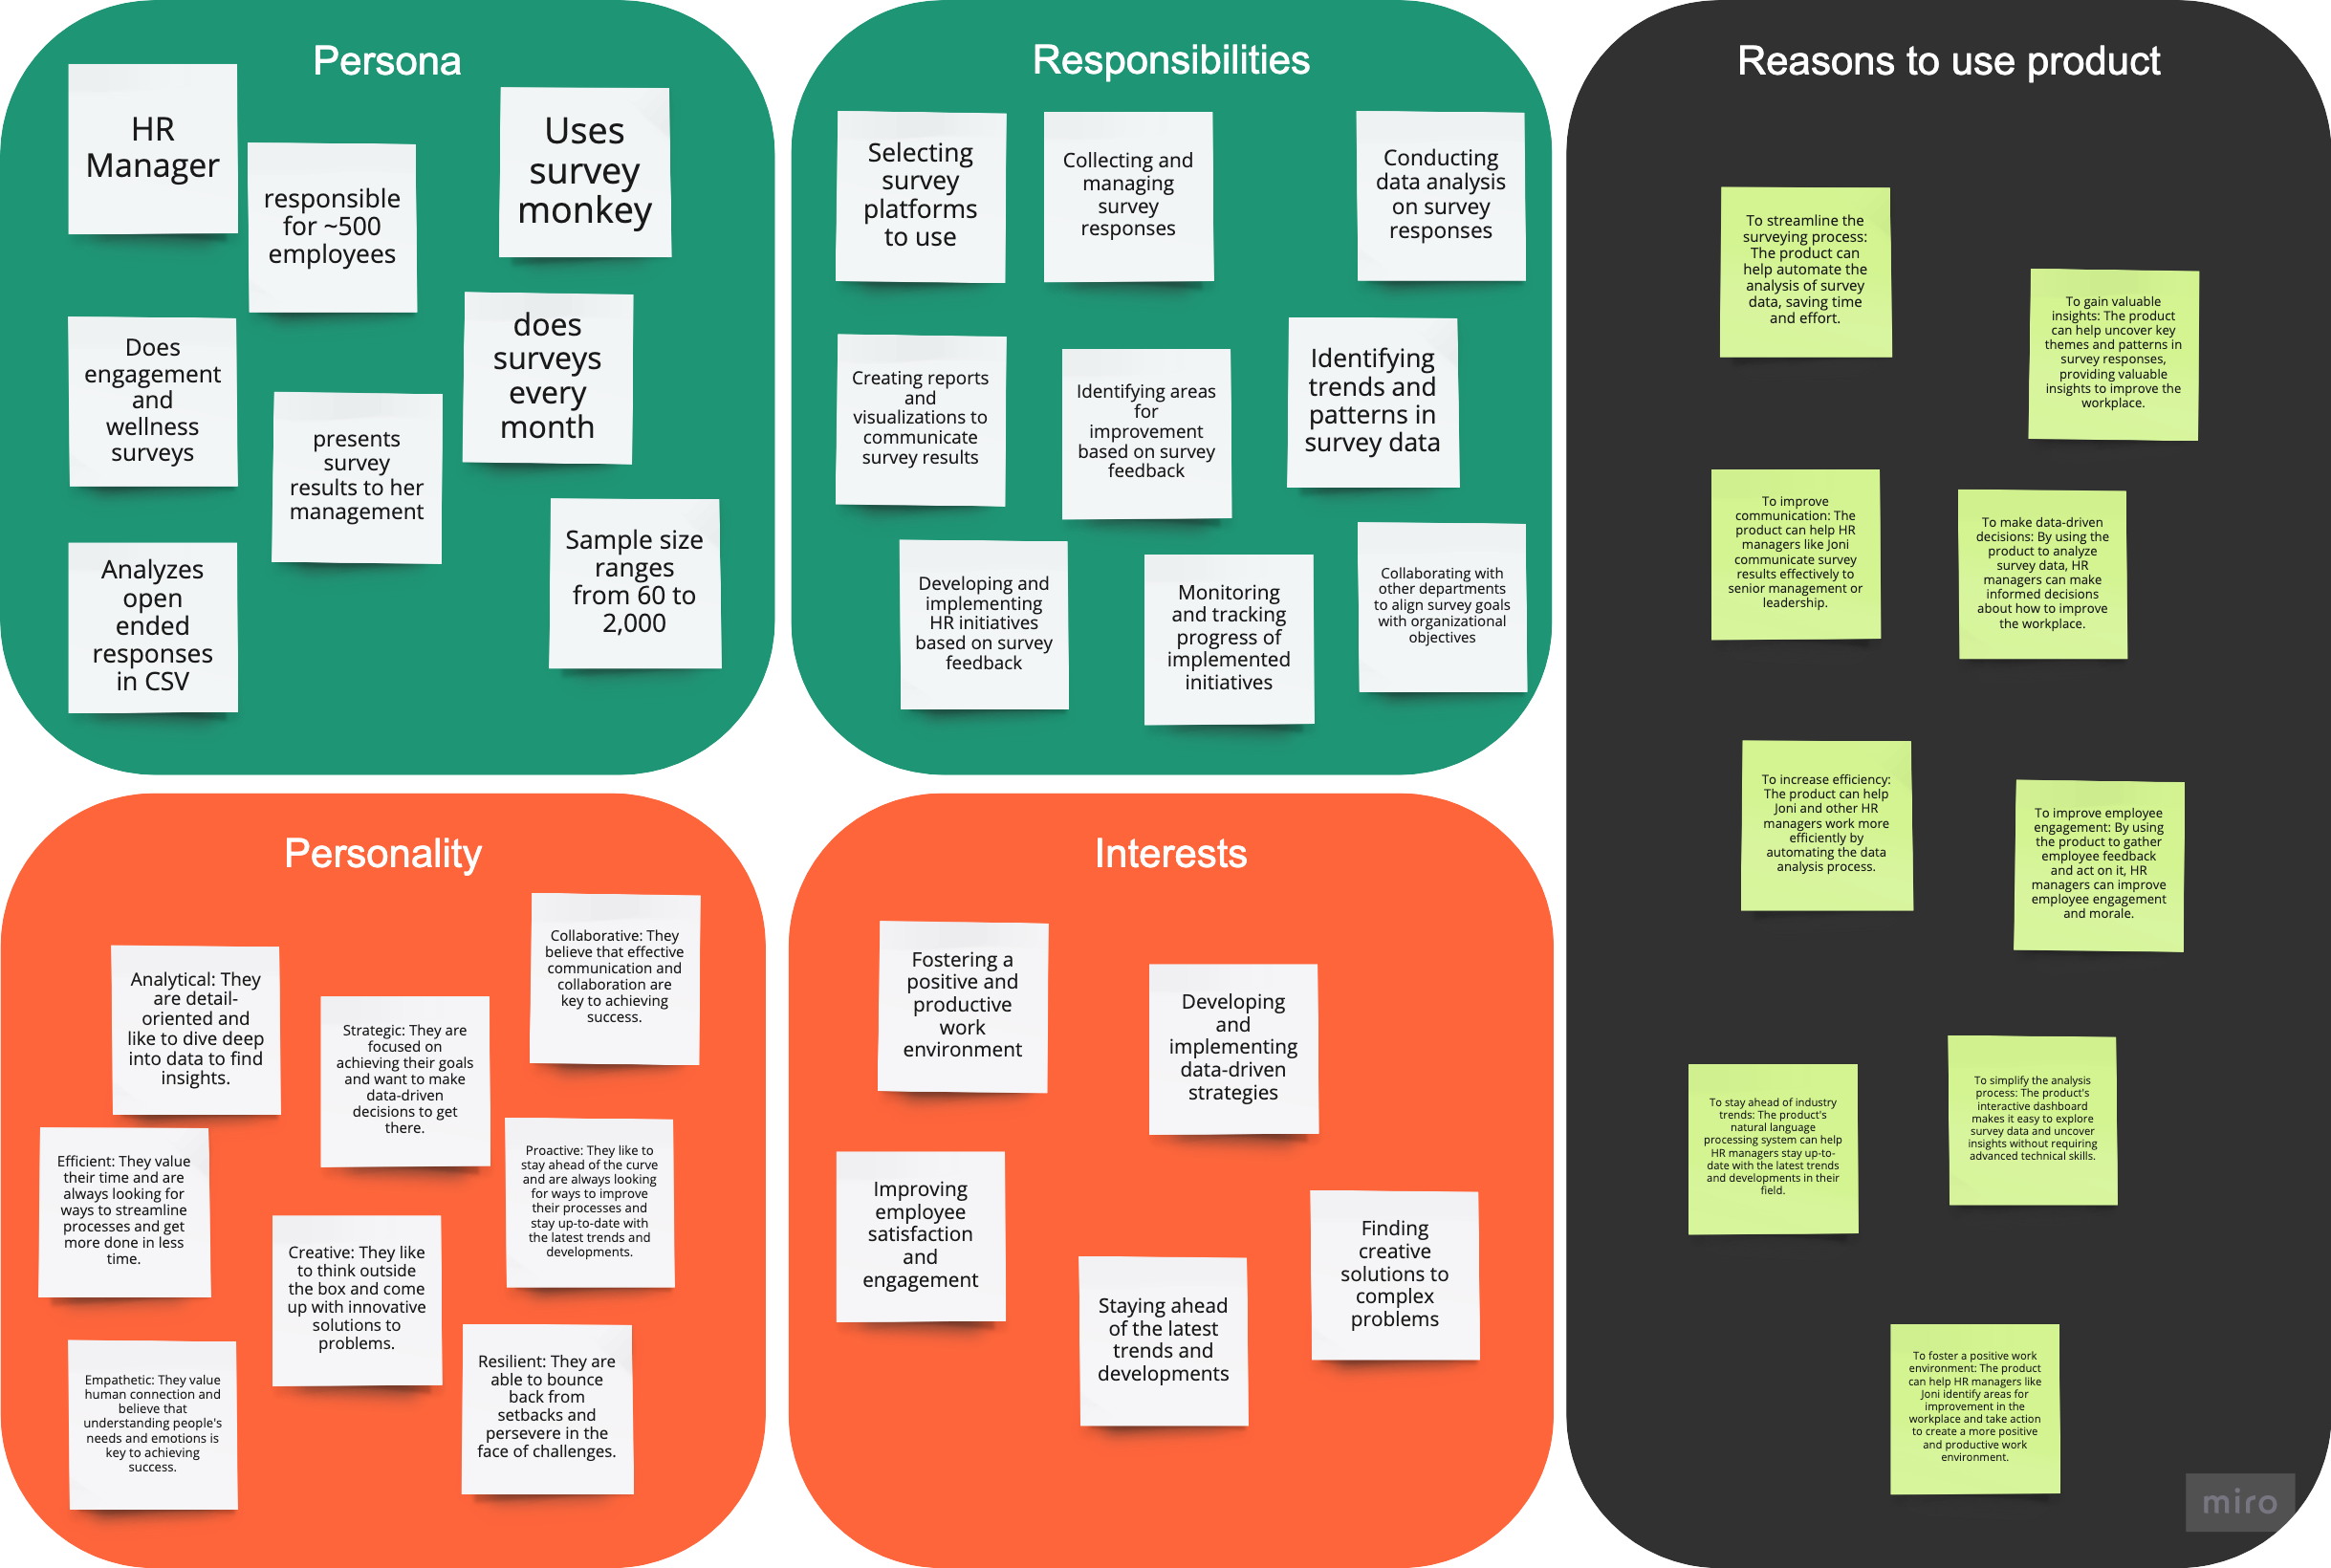 Persona
HR
Manager
responsible
for ~500
employees
Uses
survey
monkey
Does
engagement
and
wellness
surveys
presents
survey
results to her
management
does
surveys
every
month
Analyzes
open
ended
responses
in CSV
Sample size
ranges
from 60 to
2,000
Responsibilities
Selecting
survey
platforms
to use
Collecting and
managing
survey
responses
Conducting
data analysis
on survey
responses
Creating reports
and
visualizations to
communicate
survey results
Identifying areas
for
improvement
based on survey
feedback
Identifying
trends and
patterns in
survey data
Developing and
implementing
HR initiatives
based on survey
feedback
Monitoring
and tracking
progress of
implemented
initiatives
Collaborating with
other departments
to align survey goals
with organizational
objectives
Reasons to use product
To streamline the
surveying process:
The product can
help automate the
analysis of survey
data, saving time
and effort.
To gain valuable
insights: The product
can help uncover key
themes and patterns in
survey responses,
providing valuable
insights to improve the
workplace.
To improve
communication: The
product can help HR
managers like Joni
communicate survey
results effectively to
senior management or
leadership.
To make data-driven
decisions: By using the
product to analyze
survey data, HR
managers can make
informed decisions
about how to improve
the workplace.
To increase efficiency:
The product can help
Joni and other HR
managers work more
efficiently by
automating the data
analysis process.
To improve employee
engagement: By using
the product to gather
employee feedback
and act on it, HR
managers can improve
employee engagement
and morale.
To stay ahead of industry
trends: The product's
natural language
processing system can help
HR managers stay up-to-
date with the latest trends
and developments in their
field.
To simplify the analysis
process: The product's
interactive dashboard
makes it easy to explore
survey data and uncover
insights without requiring
advanced technical skills.
To foster a positive work
environment: The product
can help HR managers like
Joni identify areas for
improvement in the
workplace and take action
to create a more positive
and productive work
environment.
Personality
Analytical: They
are detail-
oriented and
like to dive deep
into data to find
insights.
Strategic: They are
focused on
achieving their goals
and want to make
data-driven
decisions to get
there.
Collaborative: They
believe that effective
communication and
collaboration are
key to achieving
success.
Efficient: They value
their time and are
always looking for
ways to streamline
processes and get
more done in less
time.
Creative: They like
to think outside
the box and come
up with innovative
solutions to
problems.
Proactive: They like to
stay ahead of the curve
and are always looking
for ways to improve
their processes and
stay up-to-date with
the latest trends and
developments.
Empathetic: They value
human connection and
believe that
understanding people's
needs and emotions is
key to achieving
success.
Resilient: They are
able to bounce
back from
setbacks and
persevere in the
face of challenges.
Interests
Fostering a
positive and
productive
work
environment
Developing
and
implementing
data-driven
strategies
Improving
employee
satisfaction
and
engagement
Staying ahead
of the latest
trends and
developments
Finding
creative
solutions to
complex
problems
miro